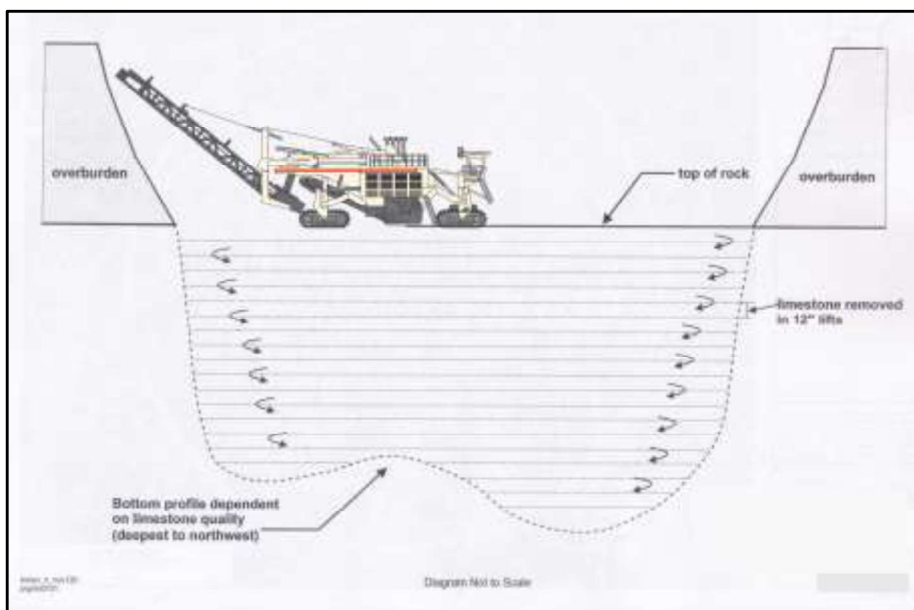 overburden
top of rock
overburden
limestone removed
in 12" lifts
Bottom profile dependent
on limestone quality
(deepest to northwest)
Diagram Not to Scale